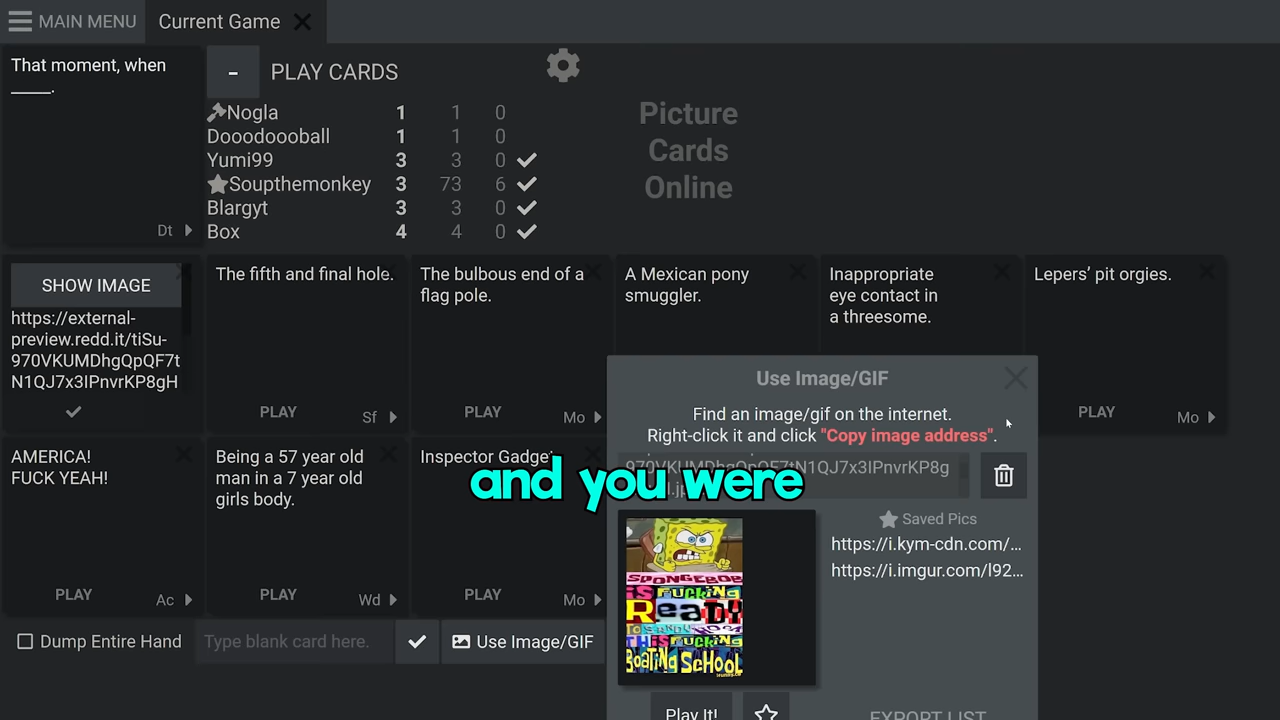 MAIN MENU
Current Game
That moment, when
_____.
Dt
-
PLAY CARDS
Nogla 1 1 0
Dooodoooball 1 1 0
Yumi99 3 3 0
Soupthemonkey 3 73 6
Blargyt 3 3 0
Box 4 4 0
Picture
Cards
Online
SHOW IMAGE
https://external-
preview.redd.it/tiSu-
970VKUMDhgQpQF7t
N1QJ7x3IPnvrKP8gH
The fifth and final hole.
PLAY
Sf
The bulbous end of a
flag pole.
PLAY
Mo
A Mexican pony
smuggler.
Inappropriate
eye contact in
a threesome.
Lepers’ pit orgies.
PLAY
Mo
AMERICA!
FUCK YEAH!
PLAY
Ac
Being a 57 year old
man in a 7 year old
girls body.
PLAY
Wd
Inspector Gadget
PLAY
Mo
and you were
Use Image/GIF
Find an image/gif on the internet.
Right-click it and click "Copy image address".
970VKUMDhgQpQF7tN1QJ7x3IPnvrKP8g
Saved Pics
https://i.kym-cdn.com/...
https://i.imgur.com/l92...
SPONGEBOB
is Fucking
Ready
THIS FUCKING
BOATING SCHOOL
Play It!
EXPORT LIST
Dump Entire Hand
Type blank card here.
Use Image/GIF